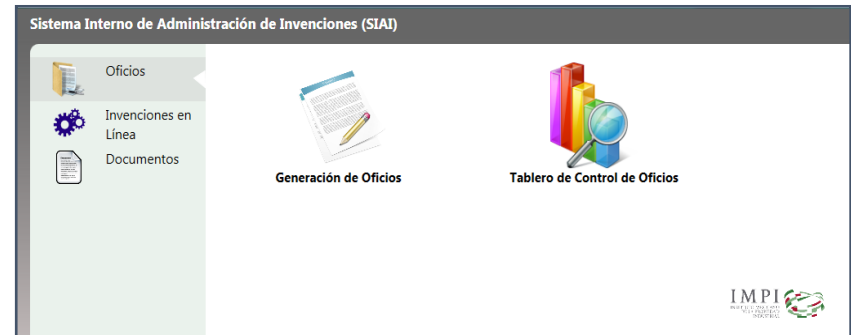 Sistema Interno de Administración de Invenciones (SIAI)
Oficios
Invenciones en
Línea
Documentos
Generación de Oficios
Tablero de Control de Oficios
IMPI